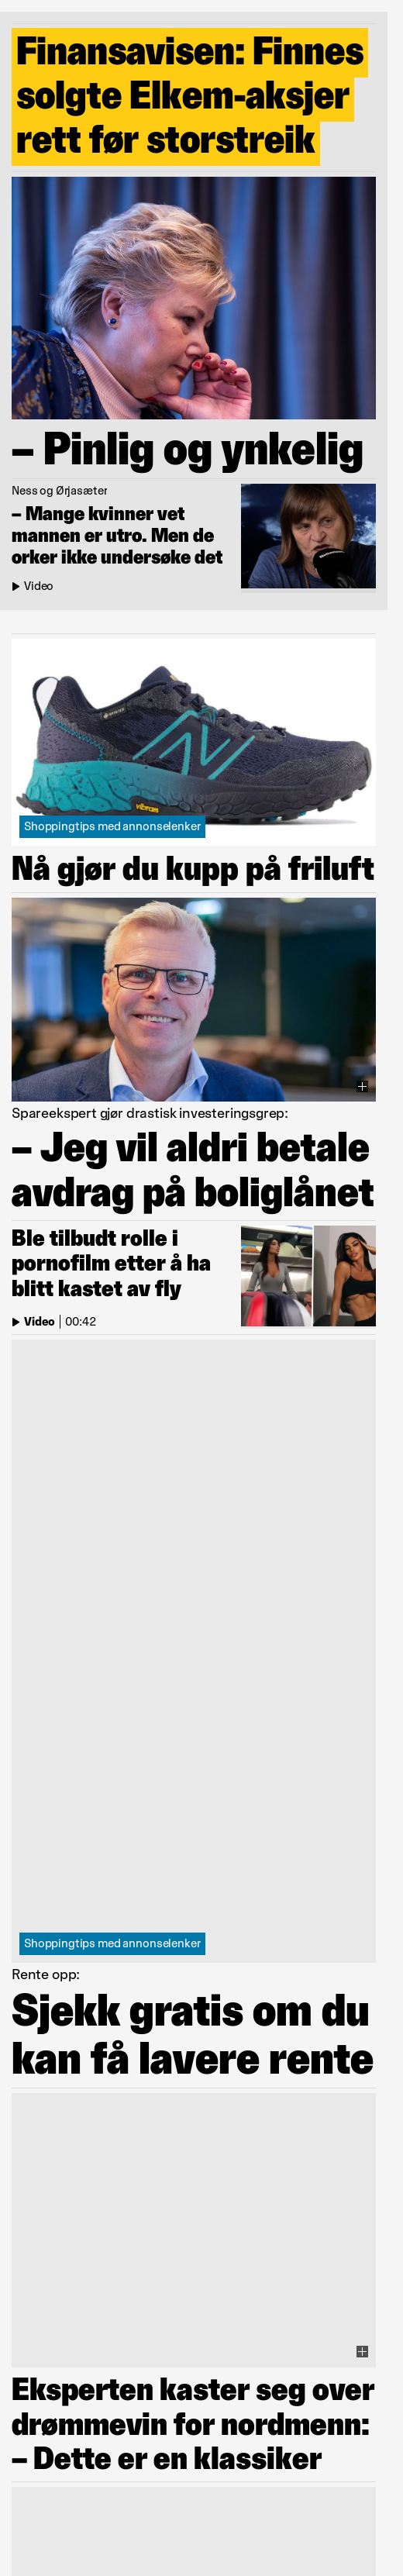 Finansavisen: Finnes
solgte Elkem-aksjer
rett før storstreik
– Pinlig og ynkelig
Ness og Ørjasæter
– Mange kvinner vet
mannen er utro. Men de
orker ikke undersøke det
Video
vibram
Shoppingtips med annonselenker
Nå gjør du kupp på friluft
Spareekspert gjør drastisk investeringsgrep:
– Jeg vil aldri betale
avdrag på boliglånet
Ble tilbudt rolle i
pornofilm etter å ha
blitt kastet av fly
Video | 00:42
Shoppingtips med annonselenker
Rente opp:
Sjekk gratis om du
kan få lavere rente
Eksperten kaster seg over
drømmevin for nordmenn:
– Dette er en klassiker